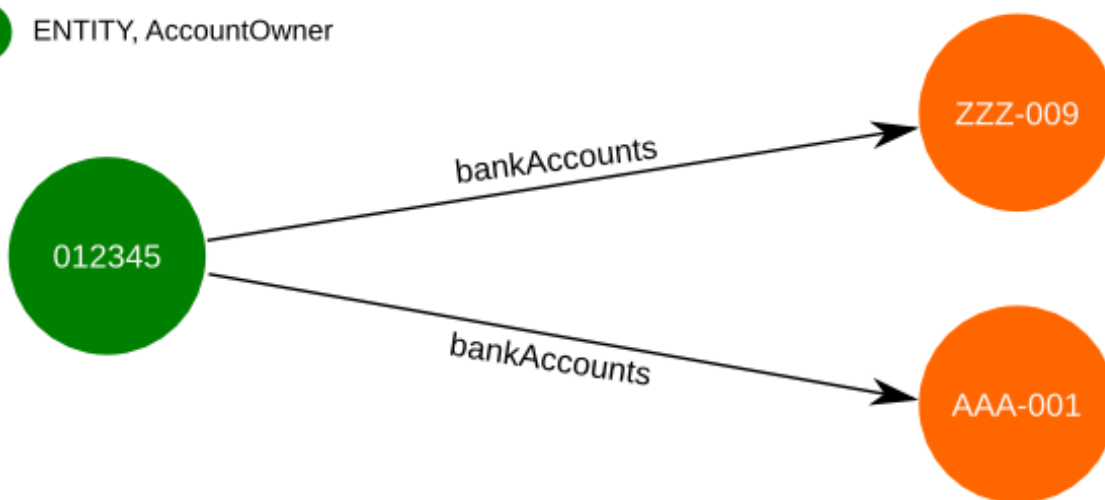 ENTITY, AccountOwner
ZZZ-009
bankAccounts
012345
bankAccounts
AAA-001